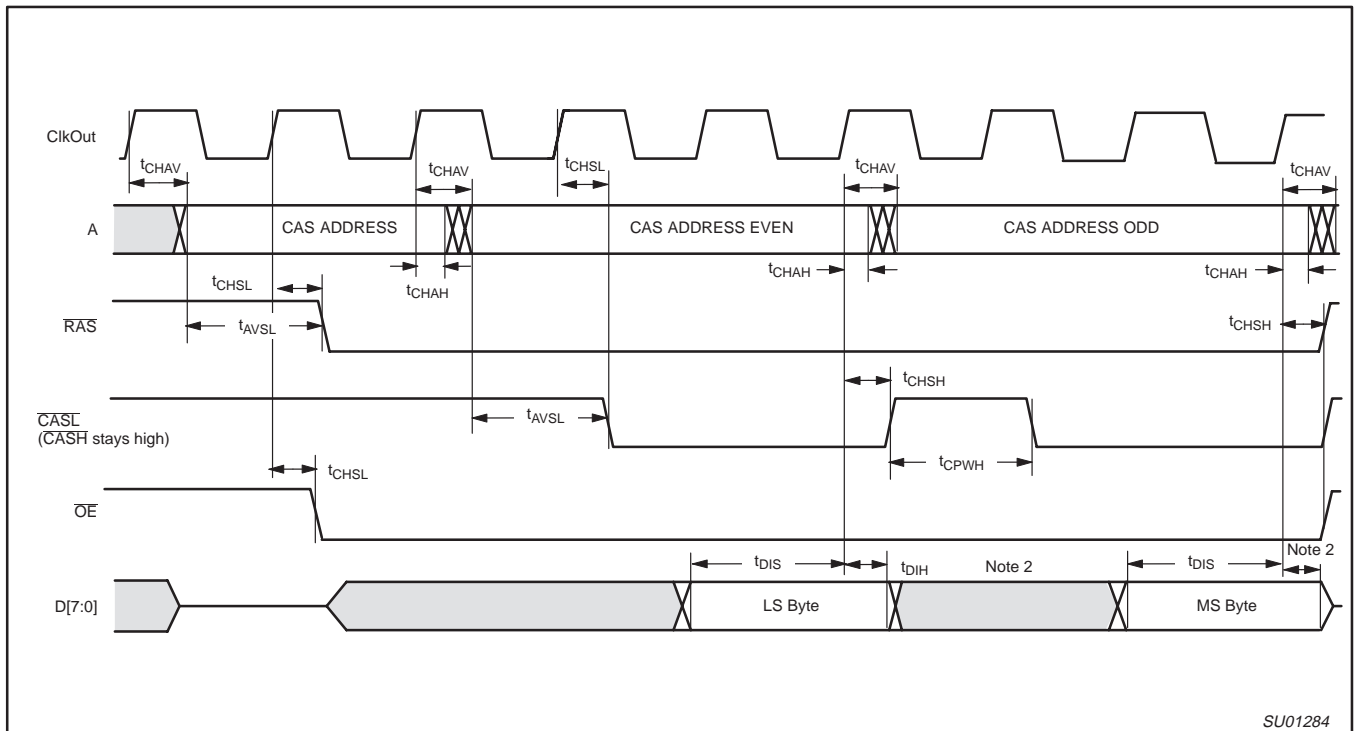 ClkOut
tCHAV
tCHAV
tCHSL
tCHAV
tCHAV
A
CAS ADDRESS
CAS ADDRESS EVEN
CAS ADDRESS ODD
tCHSL
tCHAH
tCHAH
tCHAH
RAS
tAVSL
tCHSH
tCHSH
CASL
(CASH stays high)
tAVSL
tCPWH
tCHSL
OE
tDIS
tDIH
Note 2
tDIS
Note 2
D[7:0]
LS Byte
MS Byte
SU01284